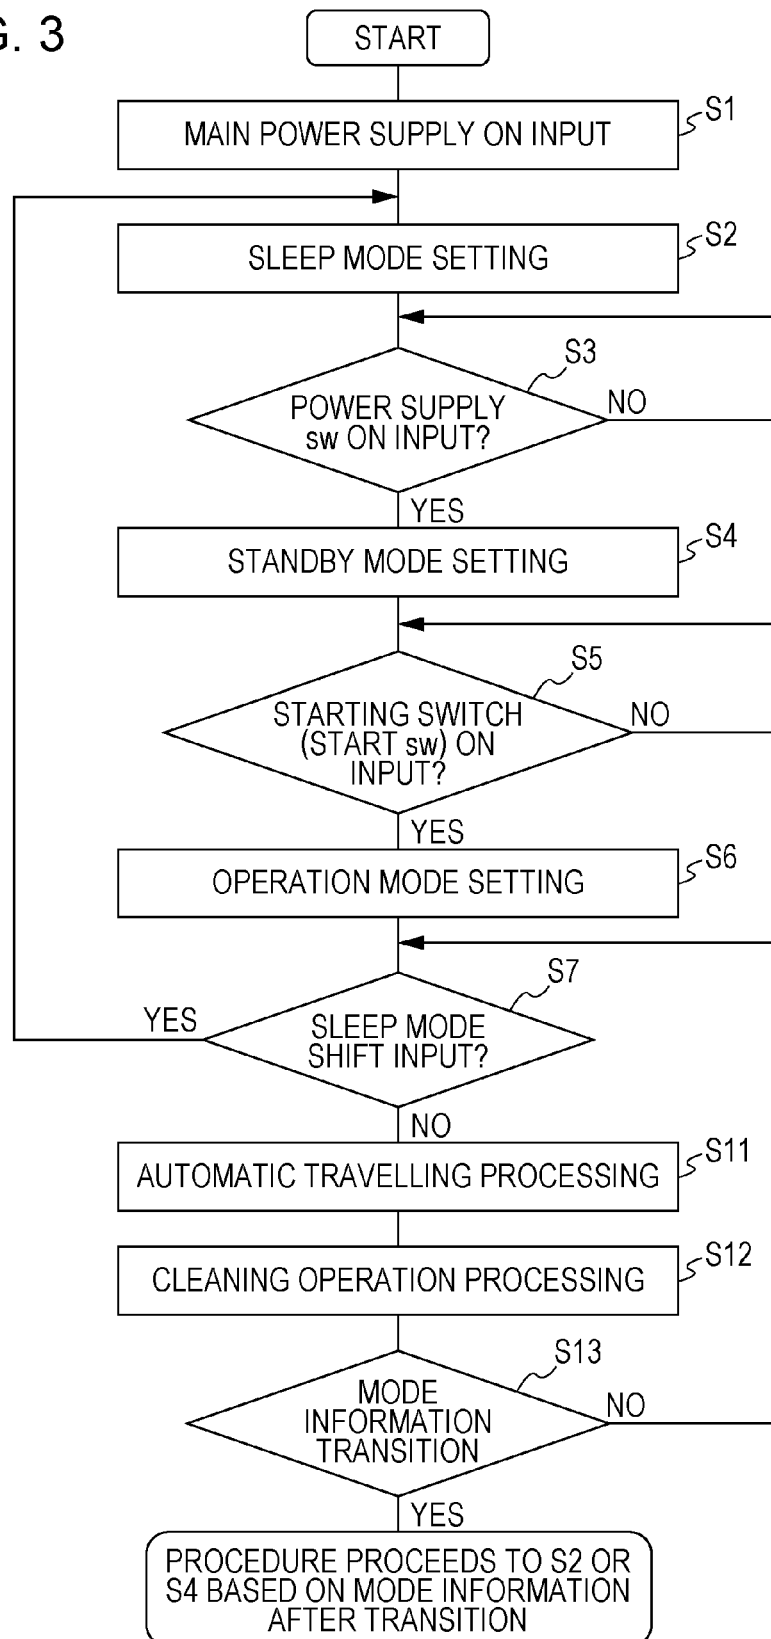 G. 3
START
MAIN POWER SUPPLY ON INPUT
S1
SLEEP MODE SETTING
S2
S3
POWER SUPPLY
sw ON INPUT?
NO
YES
STANDBY MODE SETTING
S4
S5
STARTING SWITCH
(START sw) ON
INPUT?
NO
YES
OPERATION MODE SETTING
S6
S7
YES
SLEEP MODE
SHIFT INPUT?
NO
AUTOMATIC TRAVELLING PROCESSING
S11
CLEANING OPERATION PROCESSING
S12
S13
MODE
INFORMATION
TRANSITION
NO
YES
PROCEDURE PROCEEDS TO S2 OR
S4 BASED ON MODE INFORMATION
AFTER TRANSITION